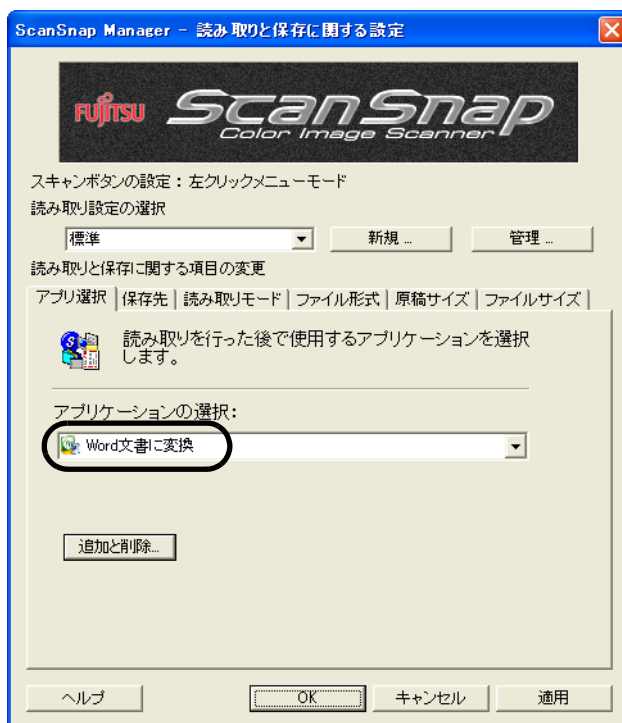 ScanSnap Manager - 読み取りと保存に関する設定
FUJITSU ScanSnap
Color Image Scanner
スキャンボタンの設定：左クリックメニューモード
読み取り設定の選択
標準 新規 ... 管理 ...
読み取りと保存に関する項目の変更
アプリ選択 保存先 読み取りモード ファイル形式 原稿サイズ ファイルサイズ
読み取りを行った後で使用するアプリケーションを選択
します。
アプリケーションの選択：
Word文書に変換
追加と削除...
ヘルプ OK キャンセル 適用